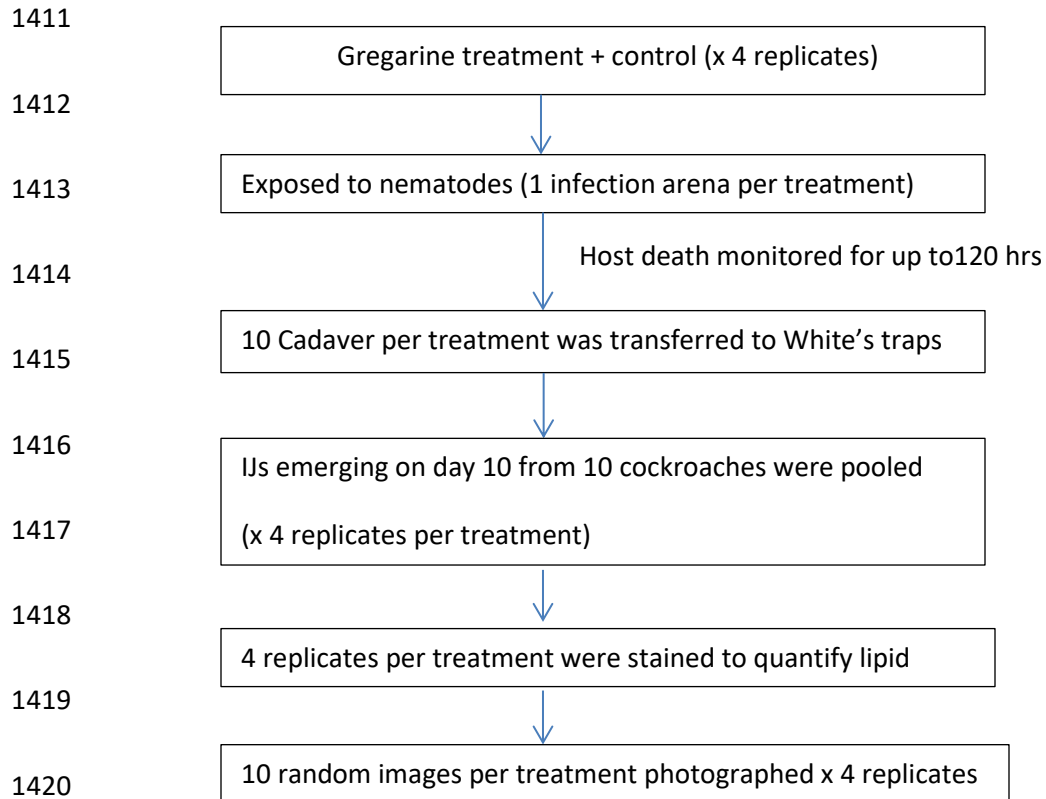 1411
Gregarine treatment + control (x 4 replicates)
1412
1413
Exposed to nematodes (1 infection arena per treatment)
Host death monitored for up to120 hrs
1414
10 Cadaver per treatment was transferred to White’s traps
1415
1416
IJs emerging on day 10 from 10 cockroaches were pooled
1417
(x 4 replicates per treatment)
1418
4 replicates per treatment were stained to quantify lipid
1419
10 random images per treatment photographed x 4 replicates
1420